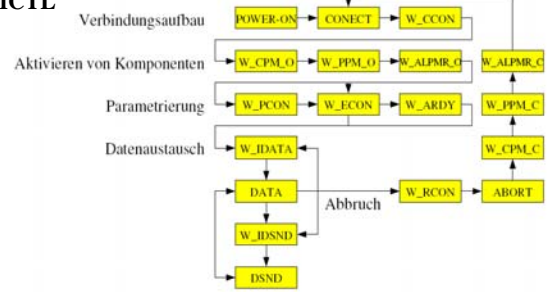 MCTL
Verbindungsaufbau POWER-ON CONECT W_CCON
Aktivieren von Komponenten W_CPM_O W_PPM_O W_ALPMR_O W_ALPMR_C
Parametrierung W_PCON W_ECON W_ARDY W_PPM_C
Datenaustausch W_IDATA W_CPM_C
DATA Abbruch W_RCON ABORT
W_IDSND
DSND